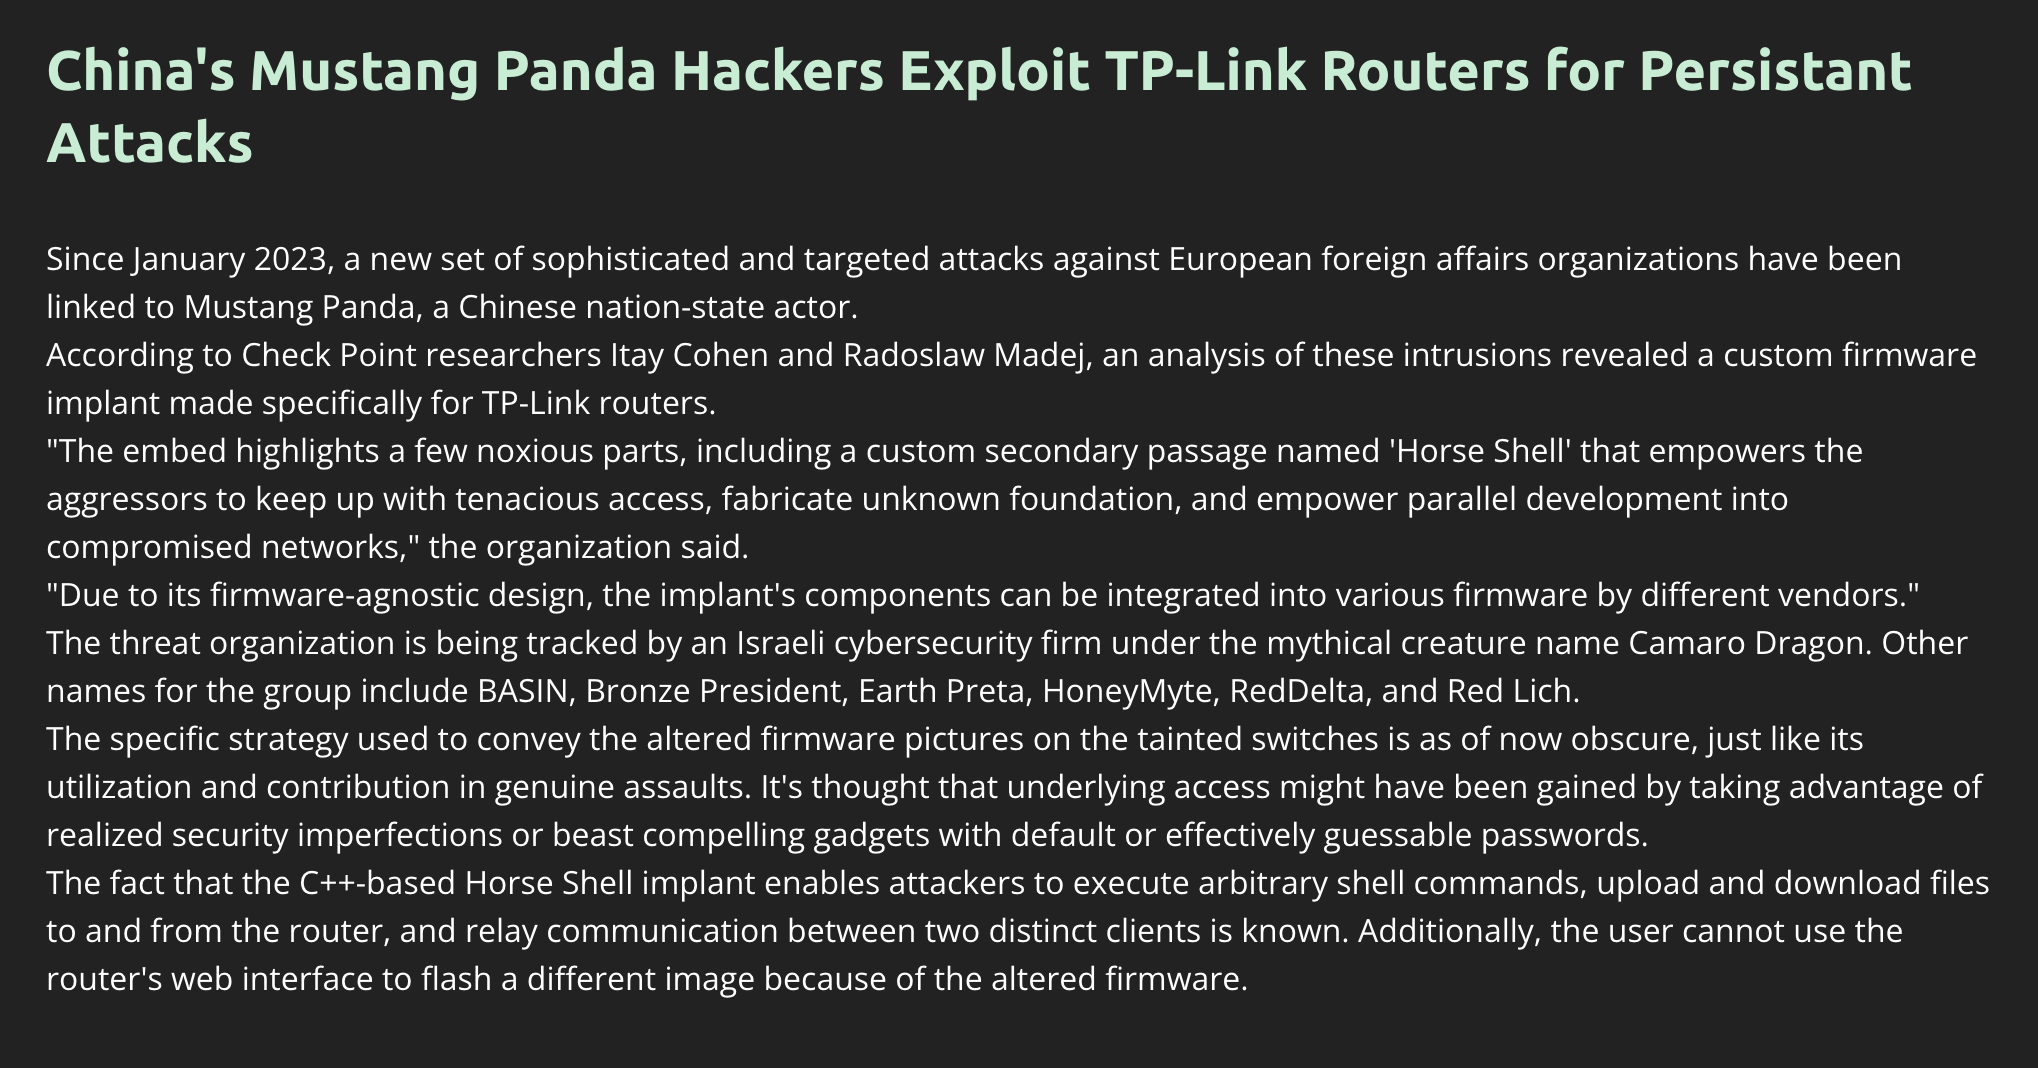 China's Mustang Panda Hackers Exploit TP-Link Routers for Persistant
Attacks
Since January 2023, a new set of sophisticated and targeted attacks against European foreign affairs organizations have been
linked to Mustang Panda, a Chinese nation-state actor.
According to Check Point researchers Itay Cohen and Radoslaw Madej, an analysis of these intrusions revealed a custom firmware
implant made specifically for TP-Link routers.
"The embed highlights a few noxious parts, including a custom secondary passage named 'Horse Shell' that empowers the
aggressors to keep up with tenacious access, fabricate unknown foundation, and empower parallel development into
compromised networks," the organization said.
"Due to its firmware-agnostic design, the implant's components can be integrated into various firmware by different vendors."
The threat organization is being tracked by an Israeli cybersecurity firm under the mythical creature name Camaro Dragon. Other
names for the group include BASIN, Bronze President, Earth Preta, HoneyMyte, RedDelta, and Red Lich.
The specific strategy used to convey the altered firmware pictures on the tainted switches is as of now obscure, just like its
utilization and contribution in genuine assaults. It's thought that underlying access might have been gained by taking advantage of
realized security imperfections or beast compelling gadgets with default or effectively guessable passwords.
The fact that the C++-based Horse Shell implant enables attackers to execute arbitrary shell commands, upload and download files
to and from the router, and relay communication between two distinct clients is known. Additionally, the user cannot use the
router's web interface to flash a different image because of the altered firmware.